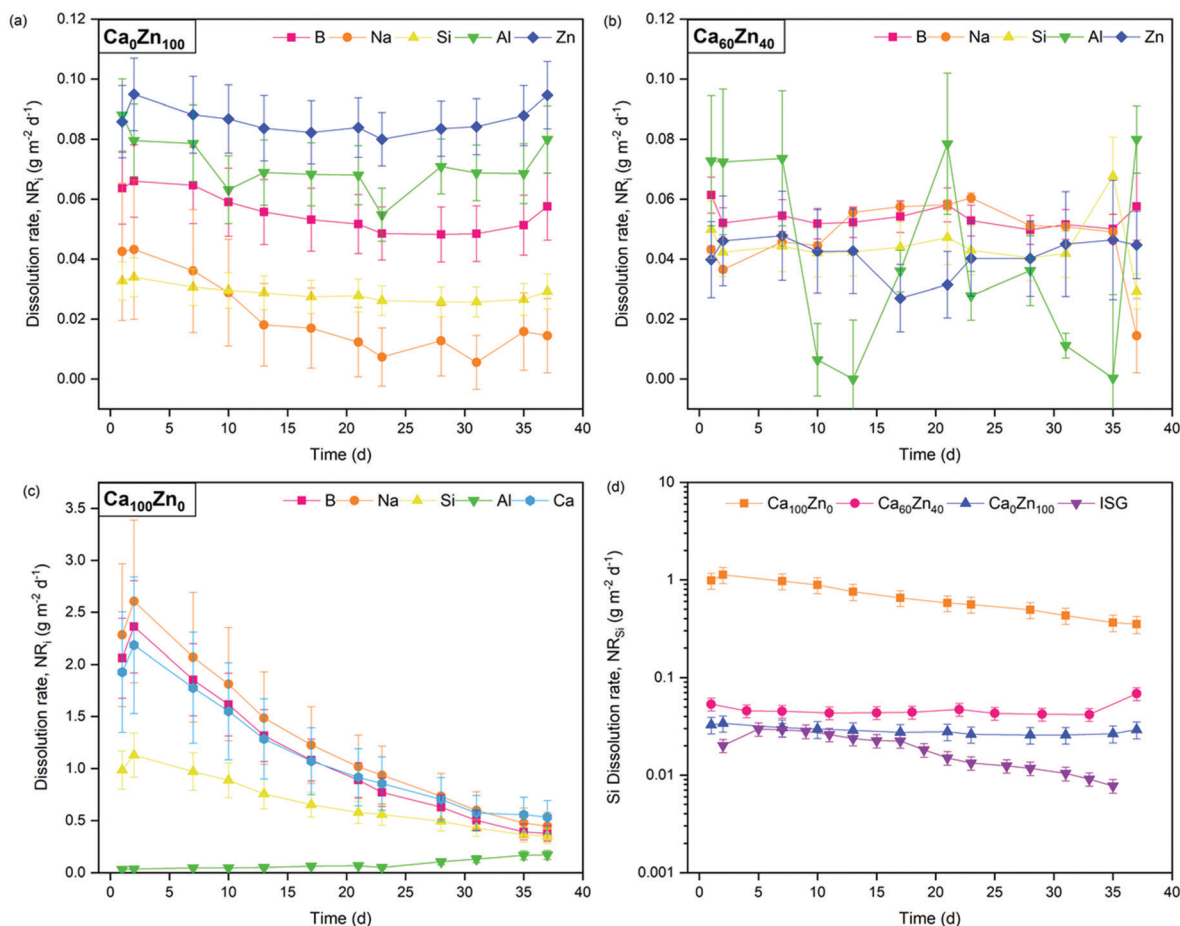 (a)
Ca₀Zn₁₀₀
B Na Si Al Zn
0.12
0.10
0.08
0.06
0.04
0.02
0.00
Dissolution rate, NRᵢ (g m⁻² d⁻¹)
0 5 10 15 20 25 30 35 40
Time (d)
(b)
Ca₆₀Zn₄₀
B Na Si Al Zn
0.12
0.10
0.08
0.06
0.04
0.02
0.00
Dissolution rate, NRᵢ (g m⁻² d⁻¹)
0 5 10 15 20 25 30 35 40
Time (d)
(c)
Ca₁₀₀Zn₀
B Na Si Al Ca
3.5
3.0
2.5
2.0
1.5
1.0
0.5
0.0
Dissolution rate, NRᵢ (g m⁻² d⁻¹)
0 5 10 15 20 25 30 35 40
Time (d)
(d)
Ca₁₀₀Zn₀ Ca₆₀Zn₄₀ Ca₀Zn₁₀₀ ISG
1
0.1
0.01
0.001
Si Dissolution rate, NR_Si (g m⁻² d⁻¹)
0 5 10 15 20 25 30 35 40
Time (d)